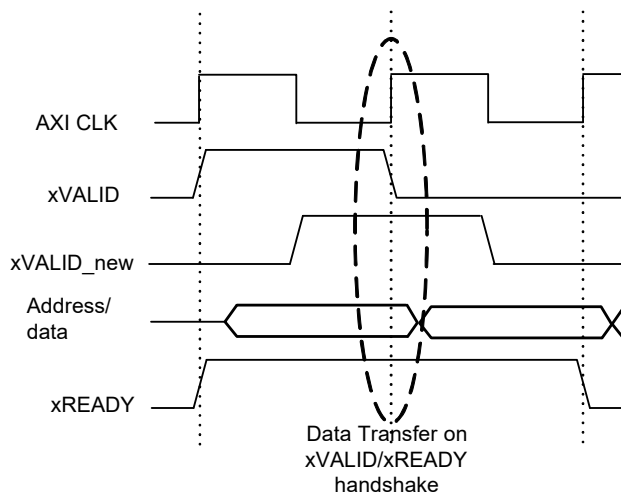 AXI CLK
xVALID
xVALID_new
Address/
data
xREADY
Data Transfer on
xVALID/xREADY
handshake